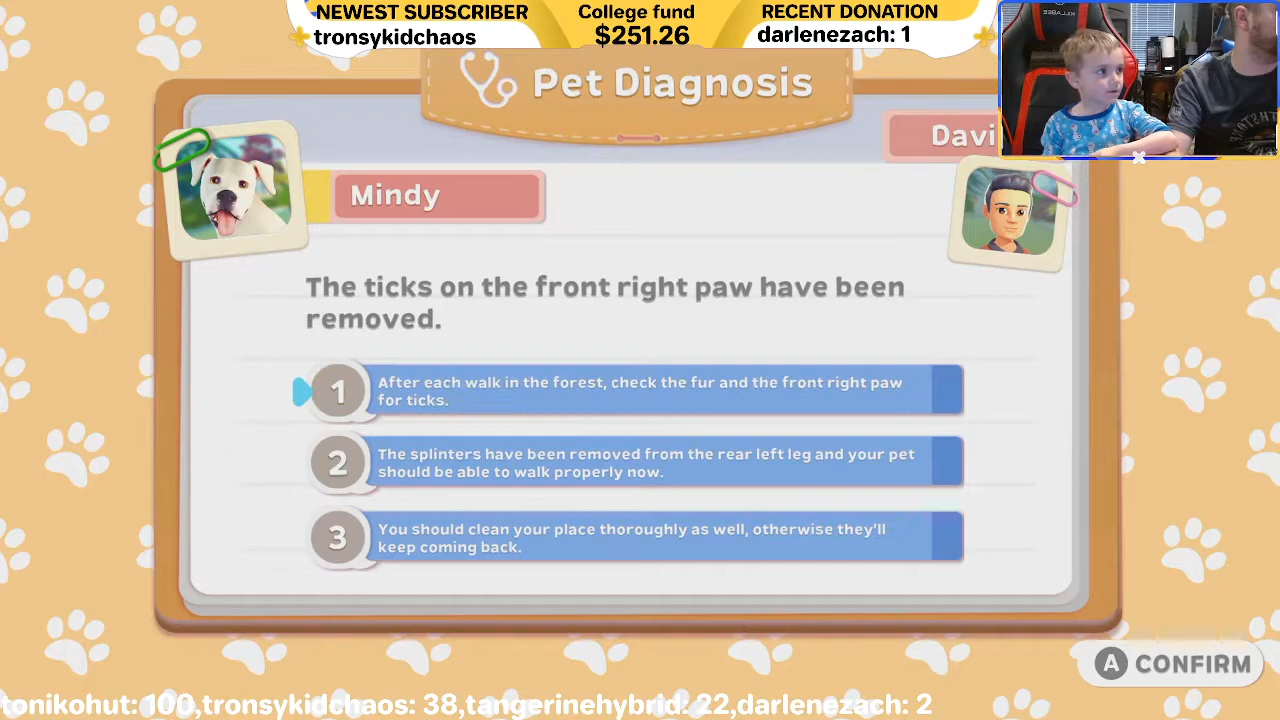 NEWEST SUBSCRIBER
tronsykidchaos
College fund
$251.26
RECENT DONATION
darlenezach: 1
Pet Diagnosis
Davi
Mindy
The ticks on the front right paw have been
removed.
1
After each walk in the forest, check the fur and the front right paw
for ticks.
2
The splinters have been removed from the rear left leg and your pet
should be able to walk properly now.
3
You should clean your place thoroughly as well, otherwise they'll
keep coming back.
A CONFIRM
tonikohut: 100,tronsykidchaos: 38,tangerinehybrid: 22,darlenezach: 2